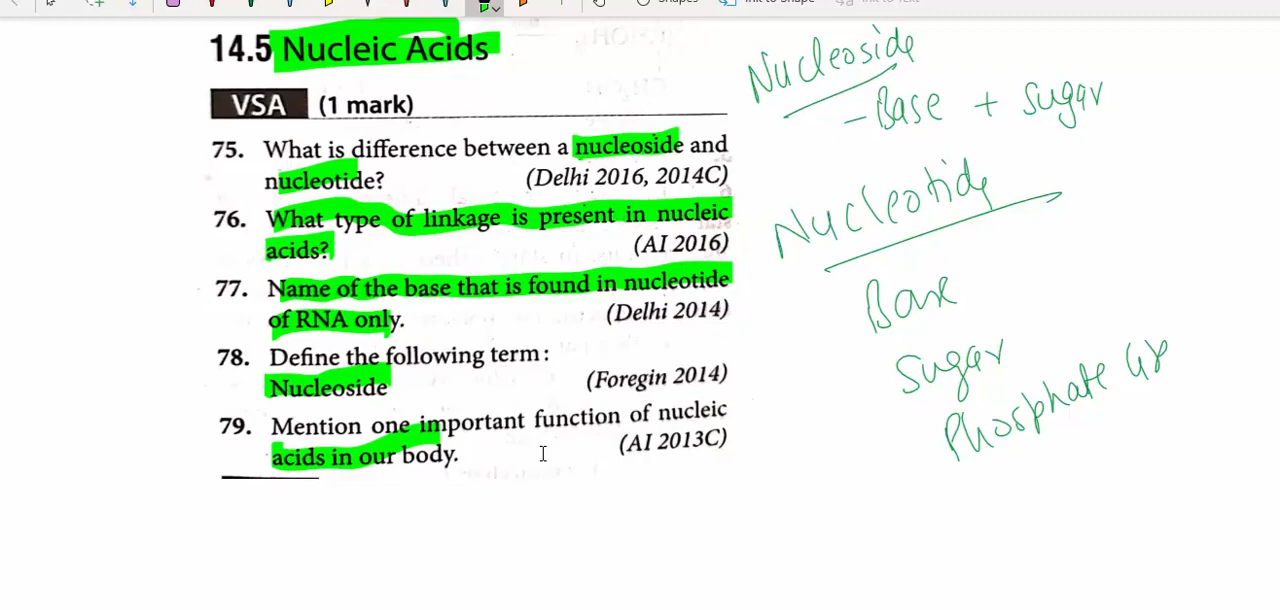 14.5 Nucleic Acids
VSA (1 mark)
75. What is difference between a nucleoside and
nucleotide? (Delhi 2016, 2014C)
76. What type of linkage is present in nucleic
acids? (AI 2016)
77. Name of the base that is found in nucleotide
of RNA only. (Delhi 2014)
78. Define the following term :
Nucleoside (Foregin 2014)
79. Mention one important function of nucleic
acids in our body. (AI 2013C)
Nucleoside
- Base + Sugar
Nucleotide
Base
Sugar
Phosphate